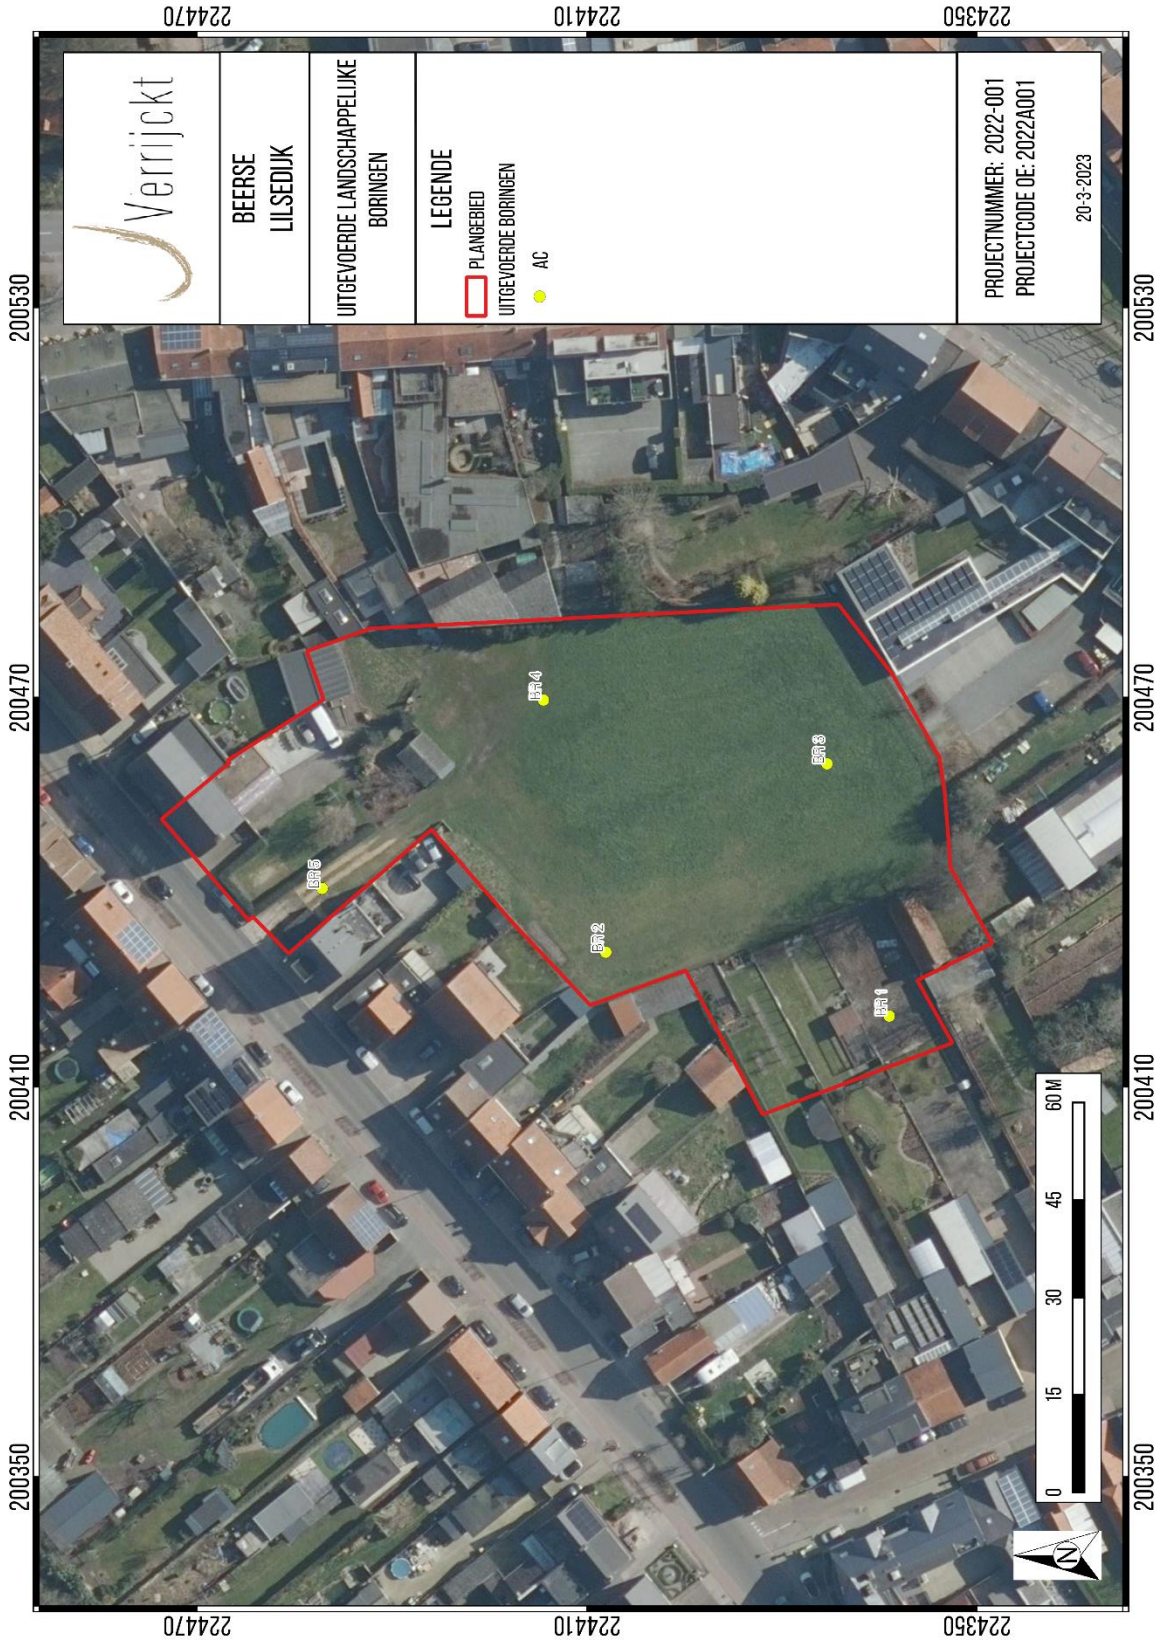 Verrijckt
BEERSE
LILSEDIJK
UITGEVOERDE LANDSCHAPPELIJKE
BORINGEN
LEGENDE
PLANGEBIED
UITGEVOERDE BORINGEN
AC
PROJECTNUMMER: 2022-001
PROJECTCODE OE: 2022A001
20-3-2023
200350
200410
200470
200530
224470
224410
224350
224470
224410
224350
BR 5
BR 4
BR 2
BR 3
BR 1
0
15
30
45
60 M
N
200350
200410
200470
200530